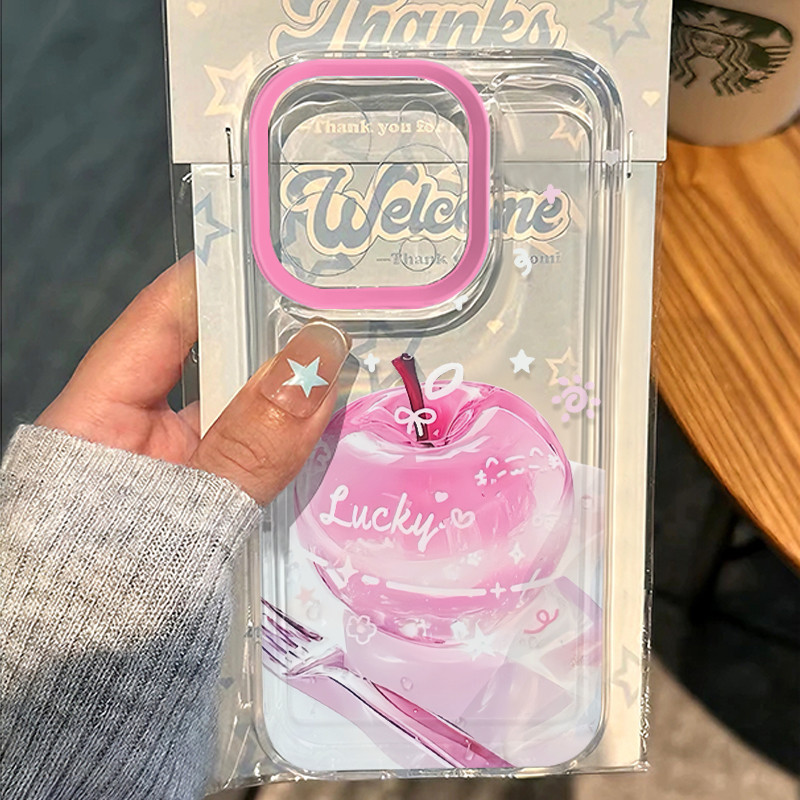 Thanks
—Thank you for
Welcome
—Thank
Lucky